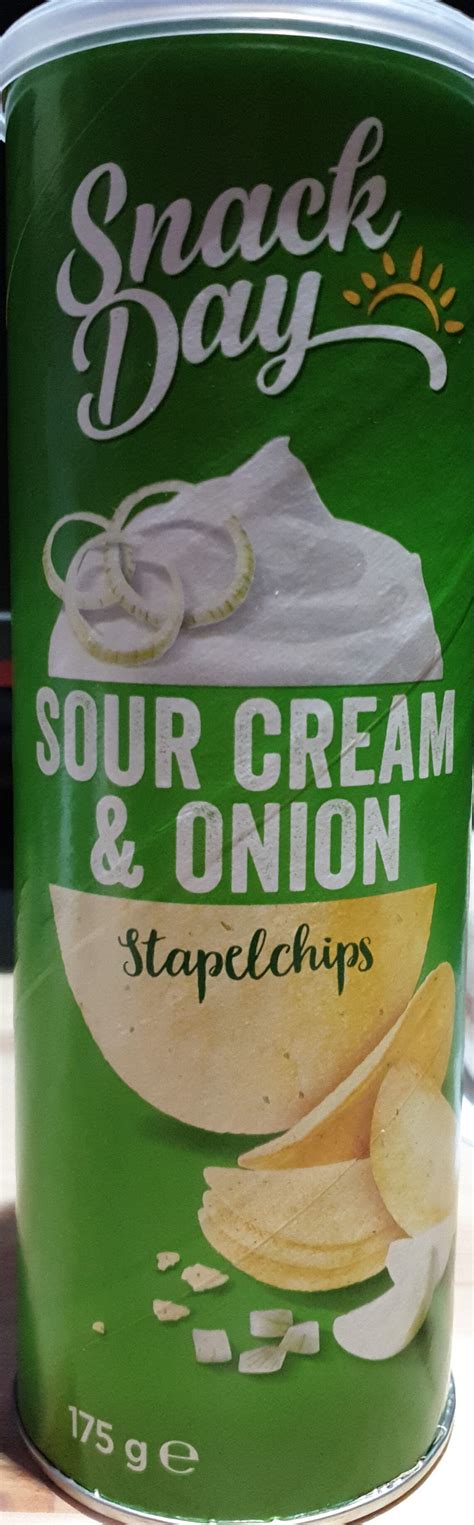 Snack
Day
SOUR CREAM
& ONION
Stapelchips
175 g ℮